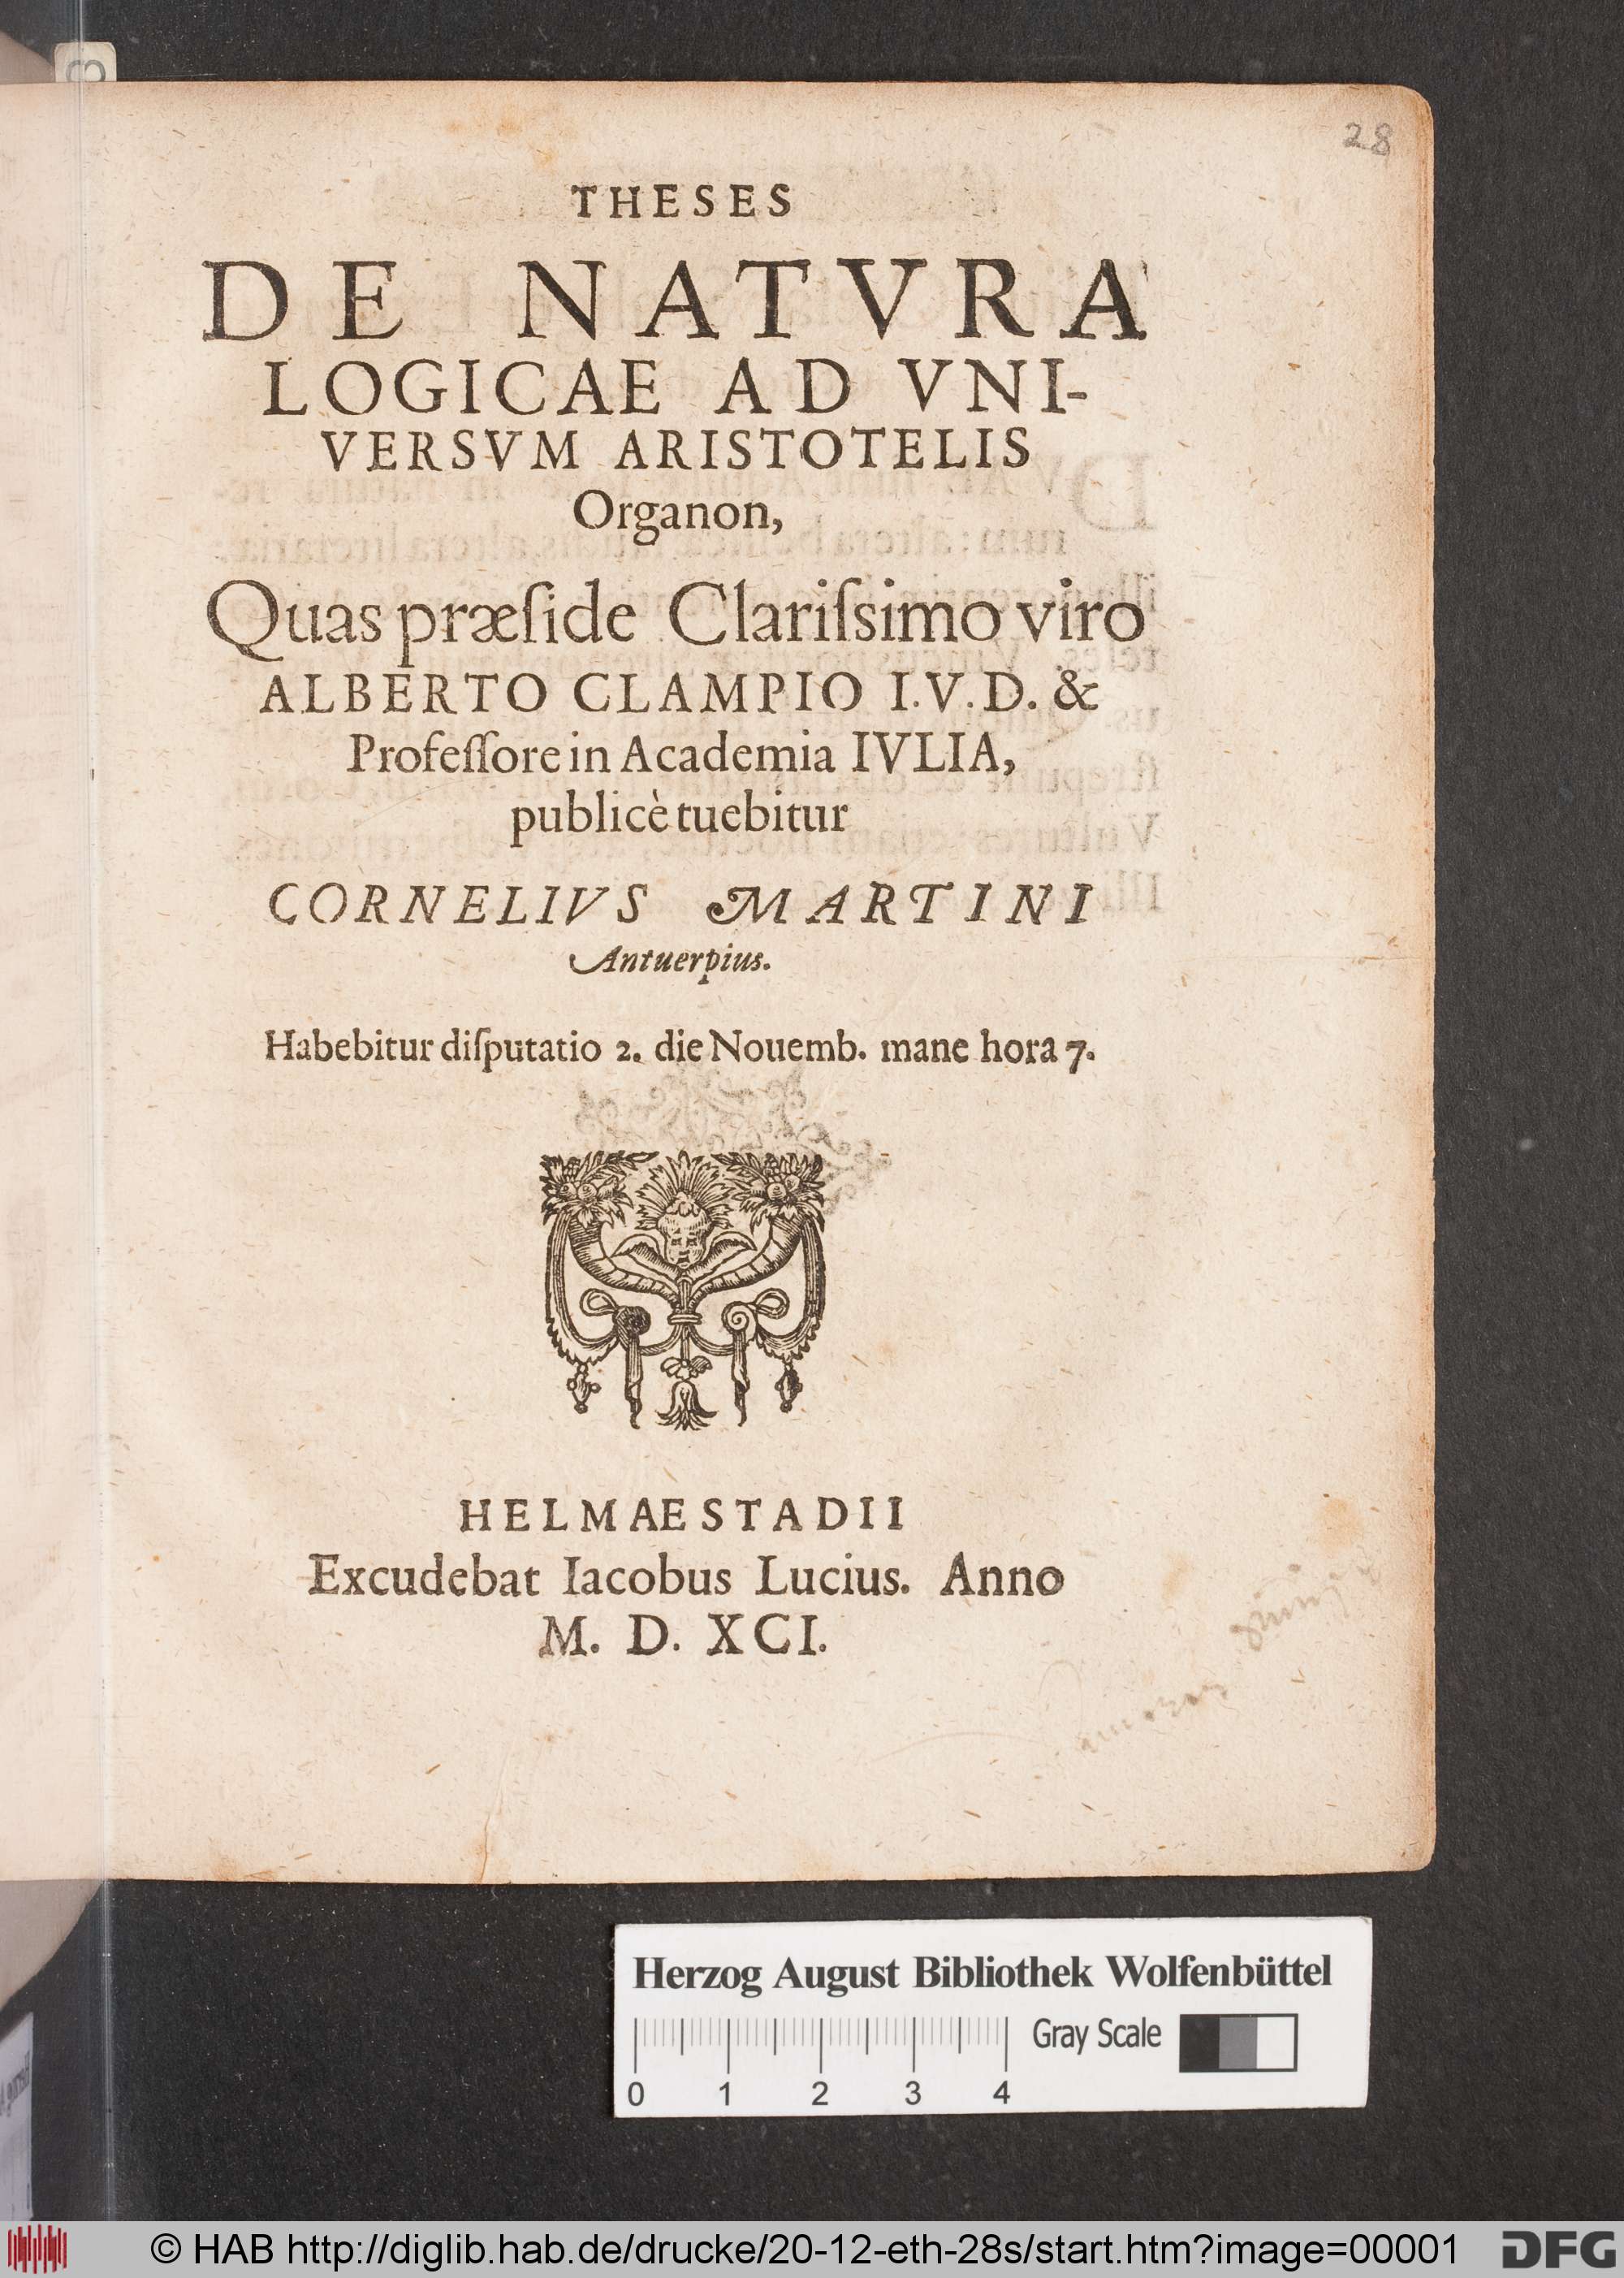 28
THESES
DE NATVRA
LOGICAE AD VNI-
VERSVM ARISTOTELIS
Organon,
Quas præſide Clariſsimo viro
ALBERTO CLAMPIO I.V.D. &
Profeſſore in Academia IVLIA,
publicè tuebitur
CORNELIVS MARTINI
Antuerpius.
Habebitur diſputatio 2. die Nouemb. mane hora 7.
HELMAESTADII
Excudebat Iacobus Lucius. Anno
M. D. XCI.
Herzog August Bibliothek Wolfenbüttel
Gray Scale
0 1 2 3 4
© HAB http://diglib.hab.de/drucke/20-12-eth-28s/start.htm?image=00001
DFG